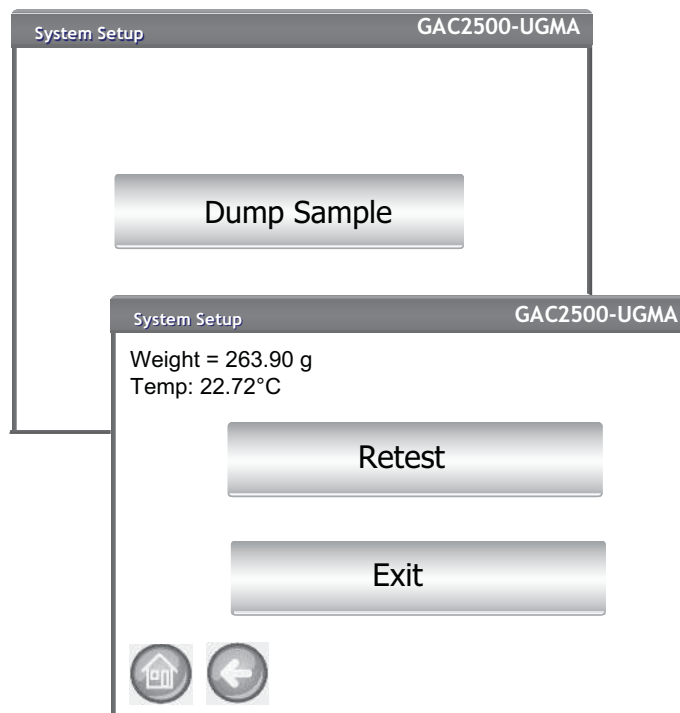 System Setup GAC2500-UGMA
Dump Sample
System Setup GAC2500-UGMA
Weight = 263.90 g
Temp: 22.72°C
Retest
Exit